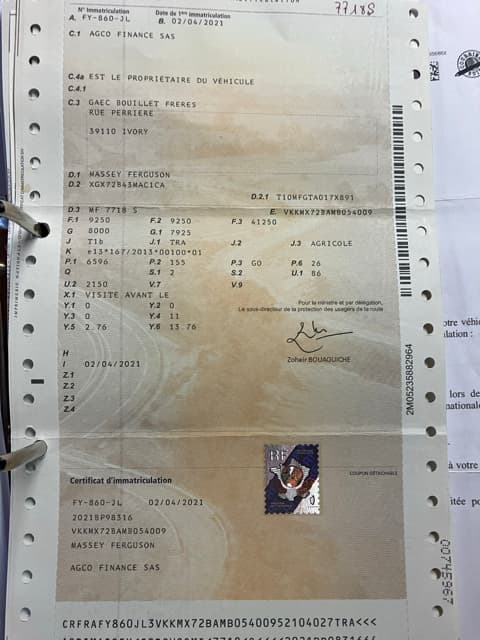 77185
N° Immatriculation Date de 1ère immatriculation
A. FY-860-JL B. 02/04/2021
C.1 AGCO FINANCE SAS
C.4a EST LE PROPRIÉTAIRE DU VÉHICULE
C.4.1
C.3 GAEC BOUILLET FRERES
RUE PERRIERE
39110 IVORY
D.1 MASSEY FERGUSON
D.2 XGX72B43MAC1CA
D.2.1 T10MFGTA017X891
D.3 MF 7718 S E. VKKMX72BAMB054009
F.1 9250 F.2 9250 F.3 41250
G 8000 G.1 7925
J T1b J.1 TRA J.2 J.3 AGRICOLE
K e13*167/2013*00100*01
P.1 6596 P.2 155 P.3 GO P.6 26
Q S.1 2 S.2 U.1 86
U.2 2150 V.7 V.9
X.1 VISITE AVANT LE
Y.1 0 Y.2 0
Y.3 0 Y.4 11
Y.5 2.76 Y.6 13.76
Pour le ministre et par délégation,
Le sous-directeur de la protection des usagers de la route
Zoheir BOUAOUICHE
H
I 02/04/2021
Z.1
Z.2
Z.3
Z.4
2M05235882964
RF
COUPON DÉTACHABLE
Certificat d'immatriculation
FY-860-JL 02/04/2021
2021BP98316
VKKMX72BAMB054009
MASSEY FERGUSON
AGCO FINANCE SAS
00745967
CRFRAFY860JL3VKKMX72BAMB05400952104027TRA<<<
otre véhic
lation :
lors de
nationale
à votre
itée po